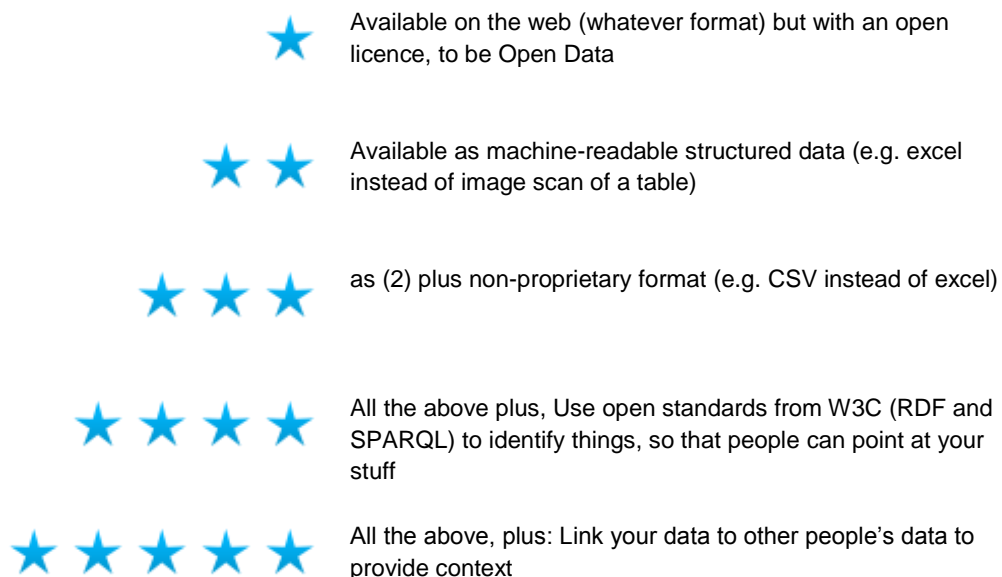 Available on the web (whatever format) but with an open
licence, to be Open Data
Available as machine-readable structured data (e.g. excel
instead of image scan of a table)
as (2) plus non-proprietary format (e.g. CSV instead of excel)
All the above plus, Use open standards from W3C (RDF and
SPARQL) to identify things, so that people can point at your
stuff
All the above, plus: Link your data to other people’s data to
provide context